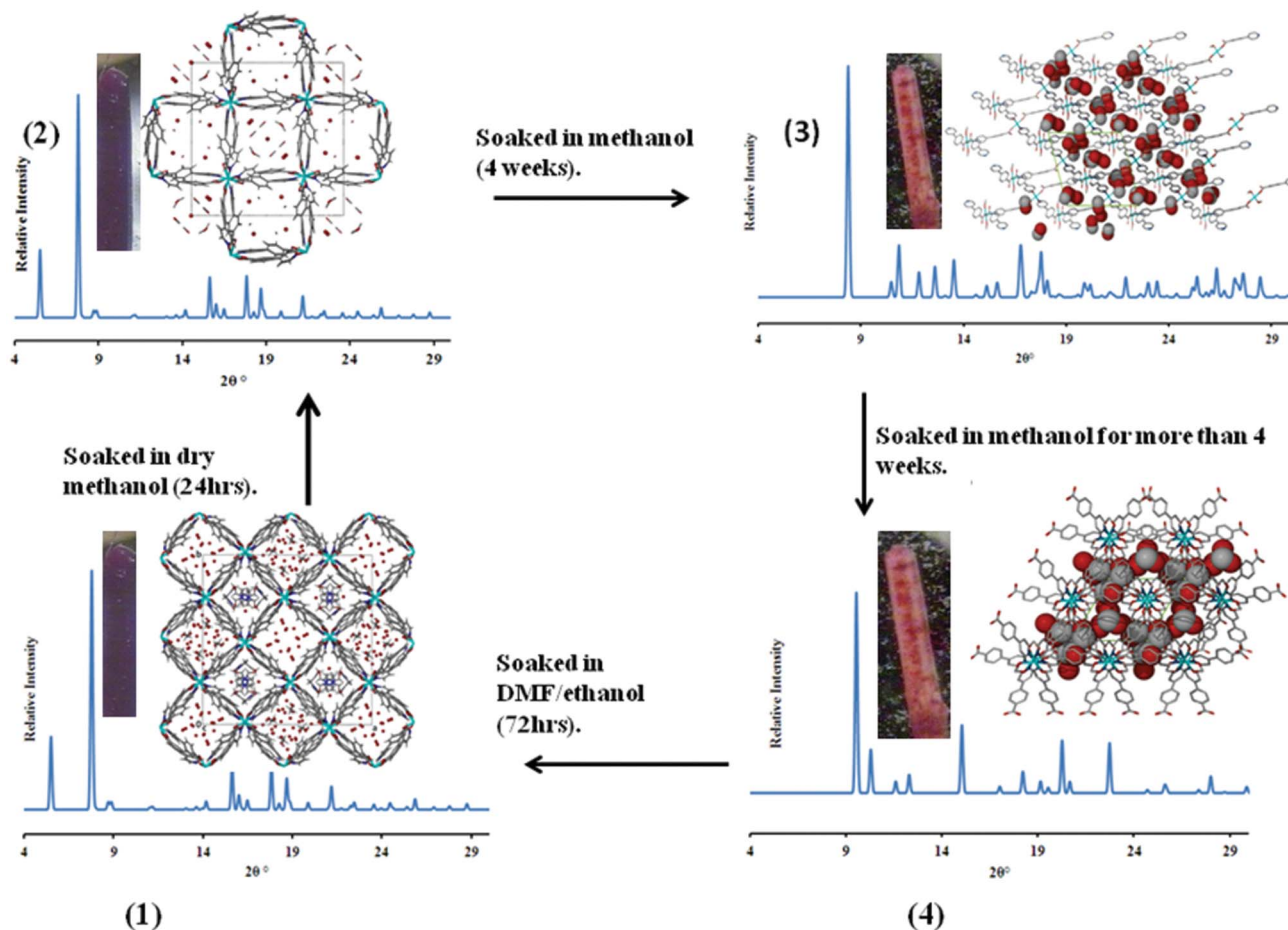 (2)
Relative Intensity
4 9 14 19 24 29
2θ °
Soaked in methanol
(4 weeks).
(3)
Relative Intensity
4 9 14 19 24 29
2θ°
Soaked in dry
methanol (24hrs).
Soaked in methanol for more than 4
weeks.
Relative Intensity
4 9 14 19 24 29
2θ°
(1)
Soaked in
DMF/ethanol
(72hrs).
Relative Intensity
4 9 14 19 24 29
2θ°
(4)